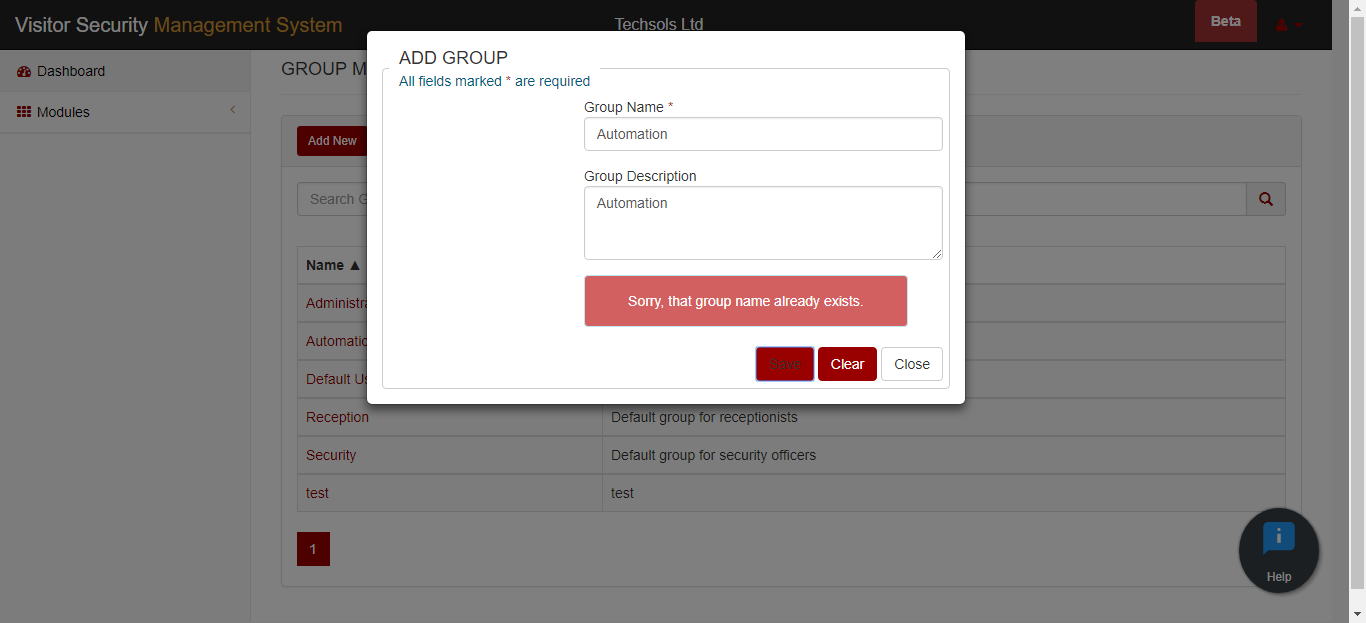 Visitor Security Management System
Techsols Ltd
Beta
Dashboard
Modules
GROUP M
Add New
Search G
ADD GROUP
All fields marked * are required
Group Name *
Automation
Group Description
Automation
Sorry, that group name already exists.
Save Clear Close
Name ▲
Administra
Automatio
Default Us
Reception Default group for receptionists
Security Default group for security officers
test test
1
Help